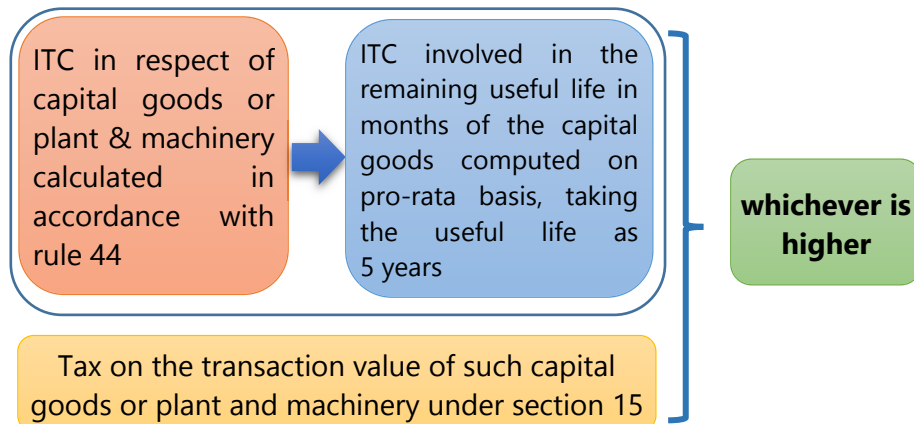 ITC in respect of
capital goods or
plant & machinery
calculated in
accordance with
rule 44
ITC involved in the
remaining useful life in
months of the capital
goods computed on
pro-rata basis, taking
the useful life as
5 years
whichever is
higher
Tax on the transaction value of such capital
goods or plant and machinery under section 15